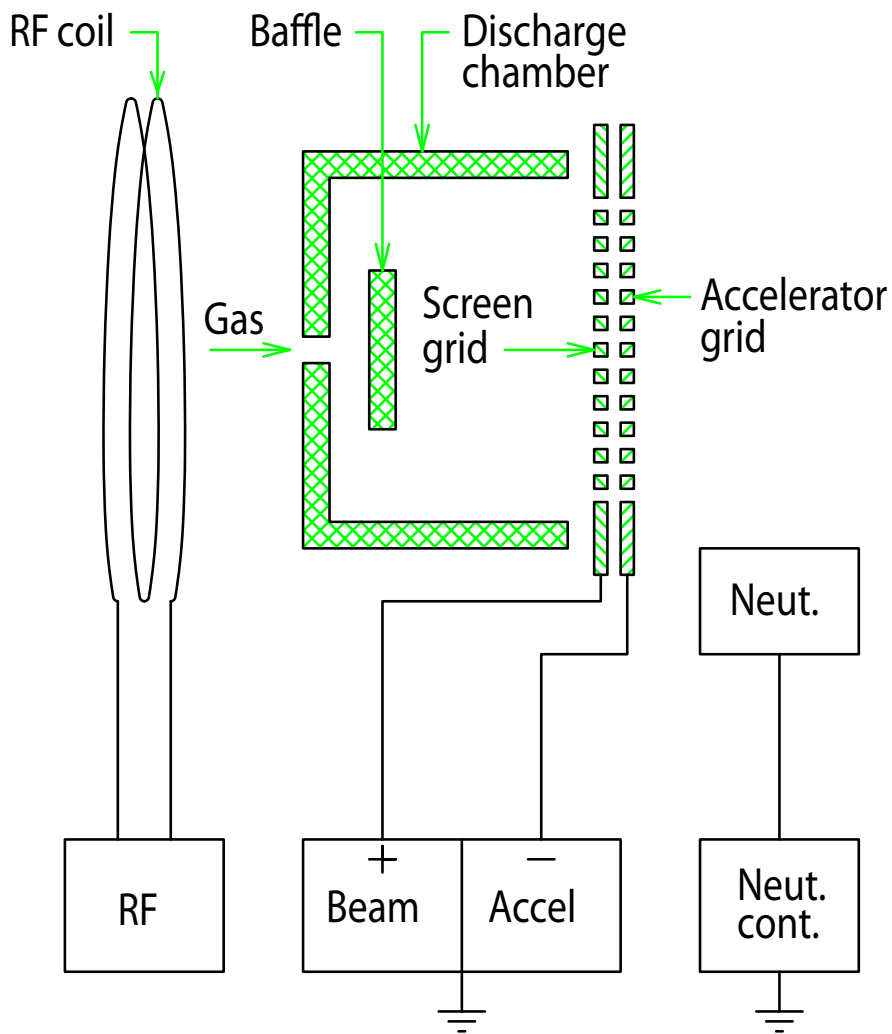 RF coil
Baffle
Discharge
chamber
Gas
Screen
grid
Accelerator
grid
Neut.
RF
+
Beam
−
Accel
Neut.
cont.